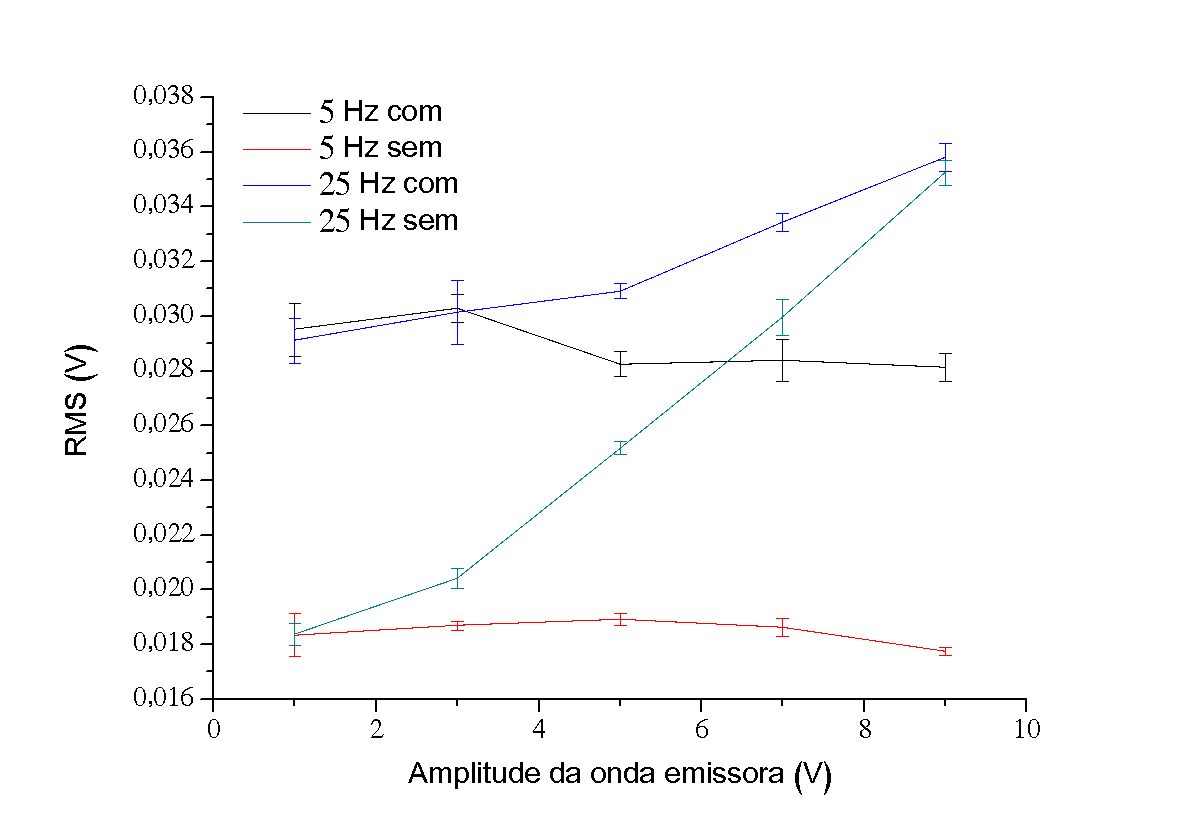 0,038
0,036
0,034
0,032
0,030
0,028
0,026
0,024
0,022
0,020
0,018
0,016
RMS (V)
5 Hz com
5 Hz sem
25 Hz com
25 Hz sem
0 2 4 6 8 10
Amplitude da onda emissora (V)